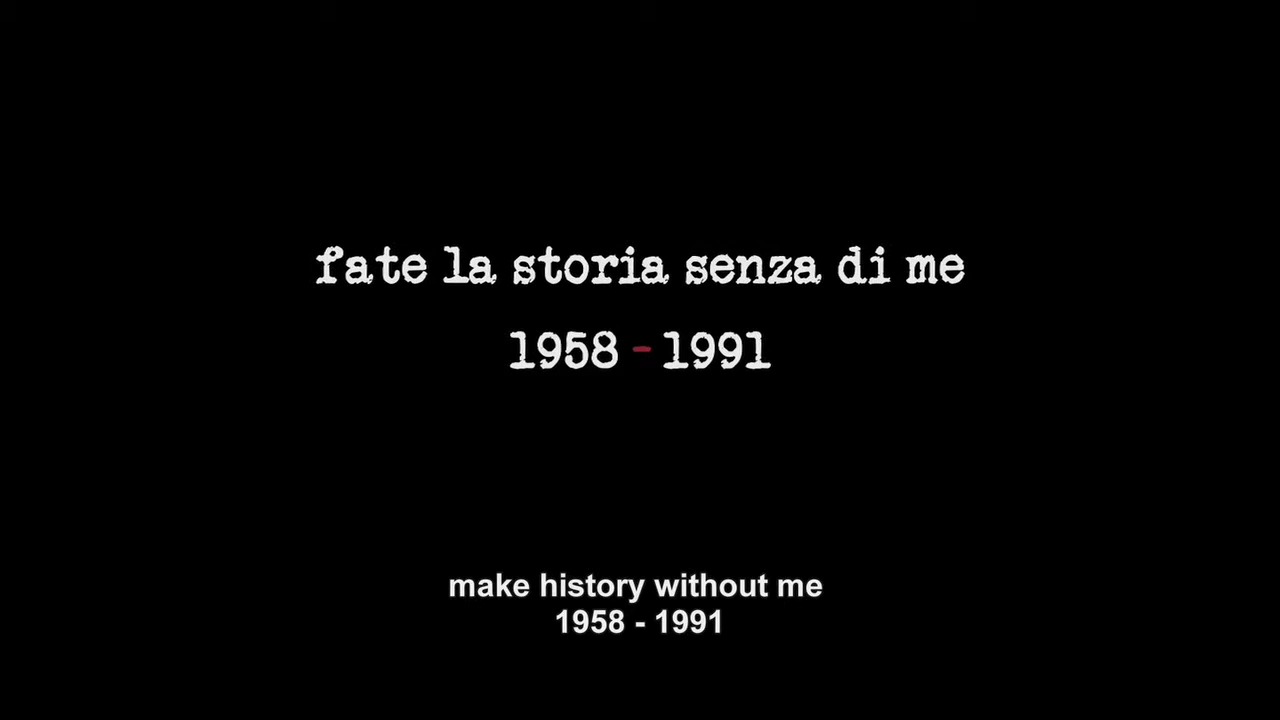 fate la storia senza di me
1958 - 1991
make history without me
1958 - 1991